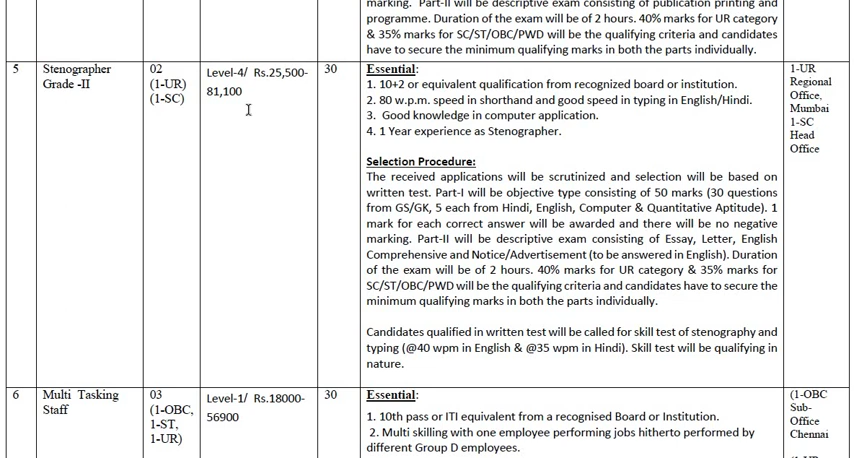 marking. Part-II will be descriptive exam consisting of publication printing and
programme. Duration of the exam will be of 2 hours. 40% marks for UR category
& 35% marks for SC/ST/OBC/PWD will be the qualifying criteria and candidates
have to secure the minimum qualifying marks in both the parts individually.
5
Stenographer
Grade -II
02
(1-UR)
(1-SC)
Level-4/ Rs.25,500-
81,100
30
Essential:
1. 10+2 or equivalent qualification from recognized board or institution.
2. 80 w.p.m. speed in shorthand and good speed in typing in English/Hindi.
3. Good knowledge in computer application.
4. 1 Year experience as Stenographer.
Selection Procedure:
The received applications will be scrutinized and selection will be based on
written test. Part-I will be objective type consisting of 50 marks (30 questions
from GS/GK, 5 each from Hindi, English, Computer & Quantitative Aptitude). 1
mark for each correct answer will be awarded and there will be no negative
marking. Part-II will be descriptive exam consisting of Essay, Letter, English
Comprehensive and Notice/Advertisement (to be answered in English). Duration
of the exam will be of 2 hours. 40% marks for UR category & 35% marks for
SC/ST/OBC/PWD will be the qualifying criteria and candidates have to secure the
minimum qualifying marks in both the parts individually.
Candidates qualified in written test will be called for skill test of stenography and
typing (@40 wpm in English & @35 wpm in Hindi). Skill test will be qualifying in
nature.
1-UR
Regional
Office,
Mumbai
1-SC
Head
Office
6
Multi Tasking
Staff
03
(1-OBC,
1-ST,
1-UR)
Level-1/ Rs.18000-
56900
30
Essential:
1. 10th pass or ITI equivalent from a recognised Board or Institution.
2. Multi skilling with one employee performing jobs hitherto performed by
different Group D employees.
(1-OBC
Sub-
Office
Chennai